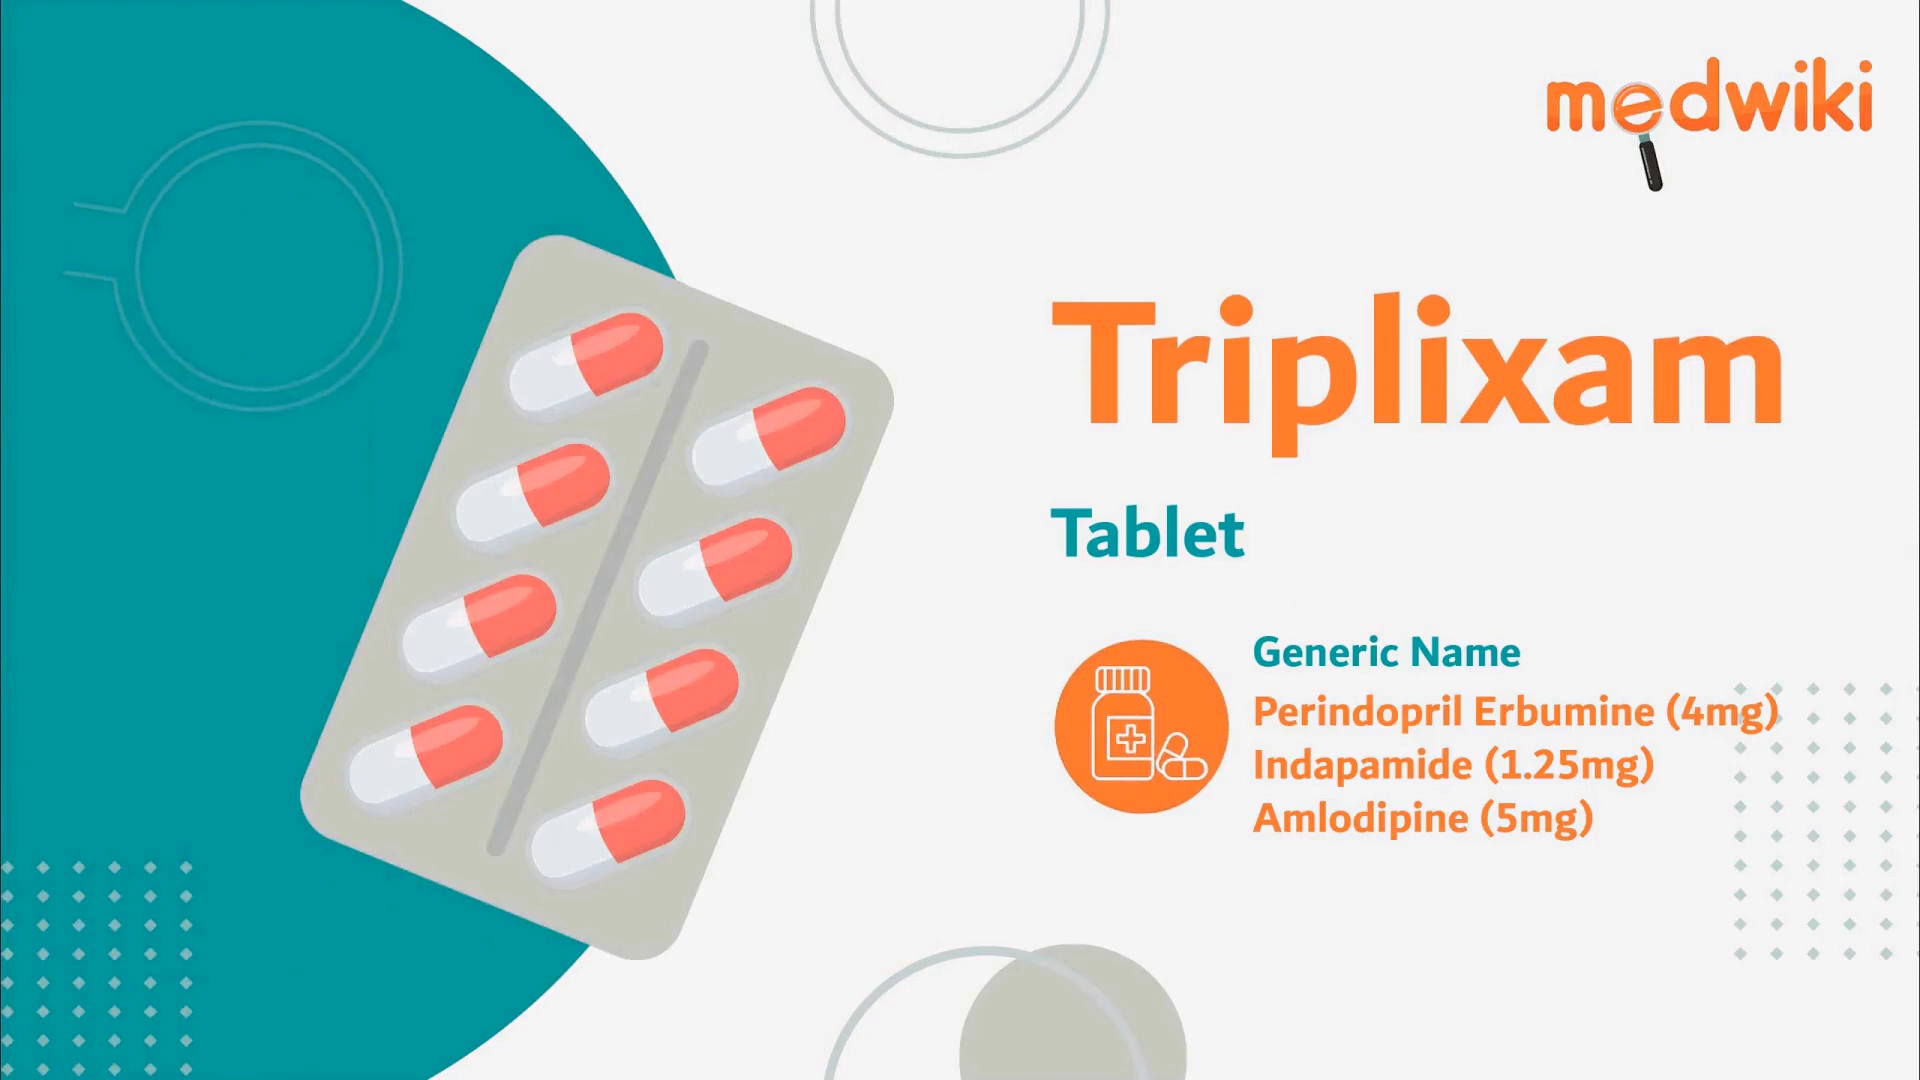 medwiki
Triplixam
Tablet
Generic Name
Perindopril Erbumine (4mg)
Indapamide (1.25mg)
Amlodipine (5mg)